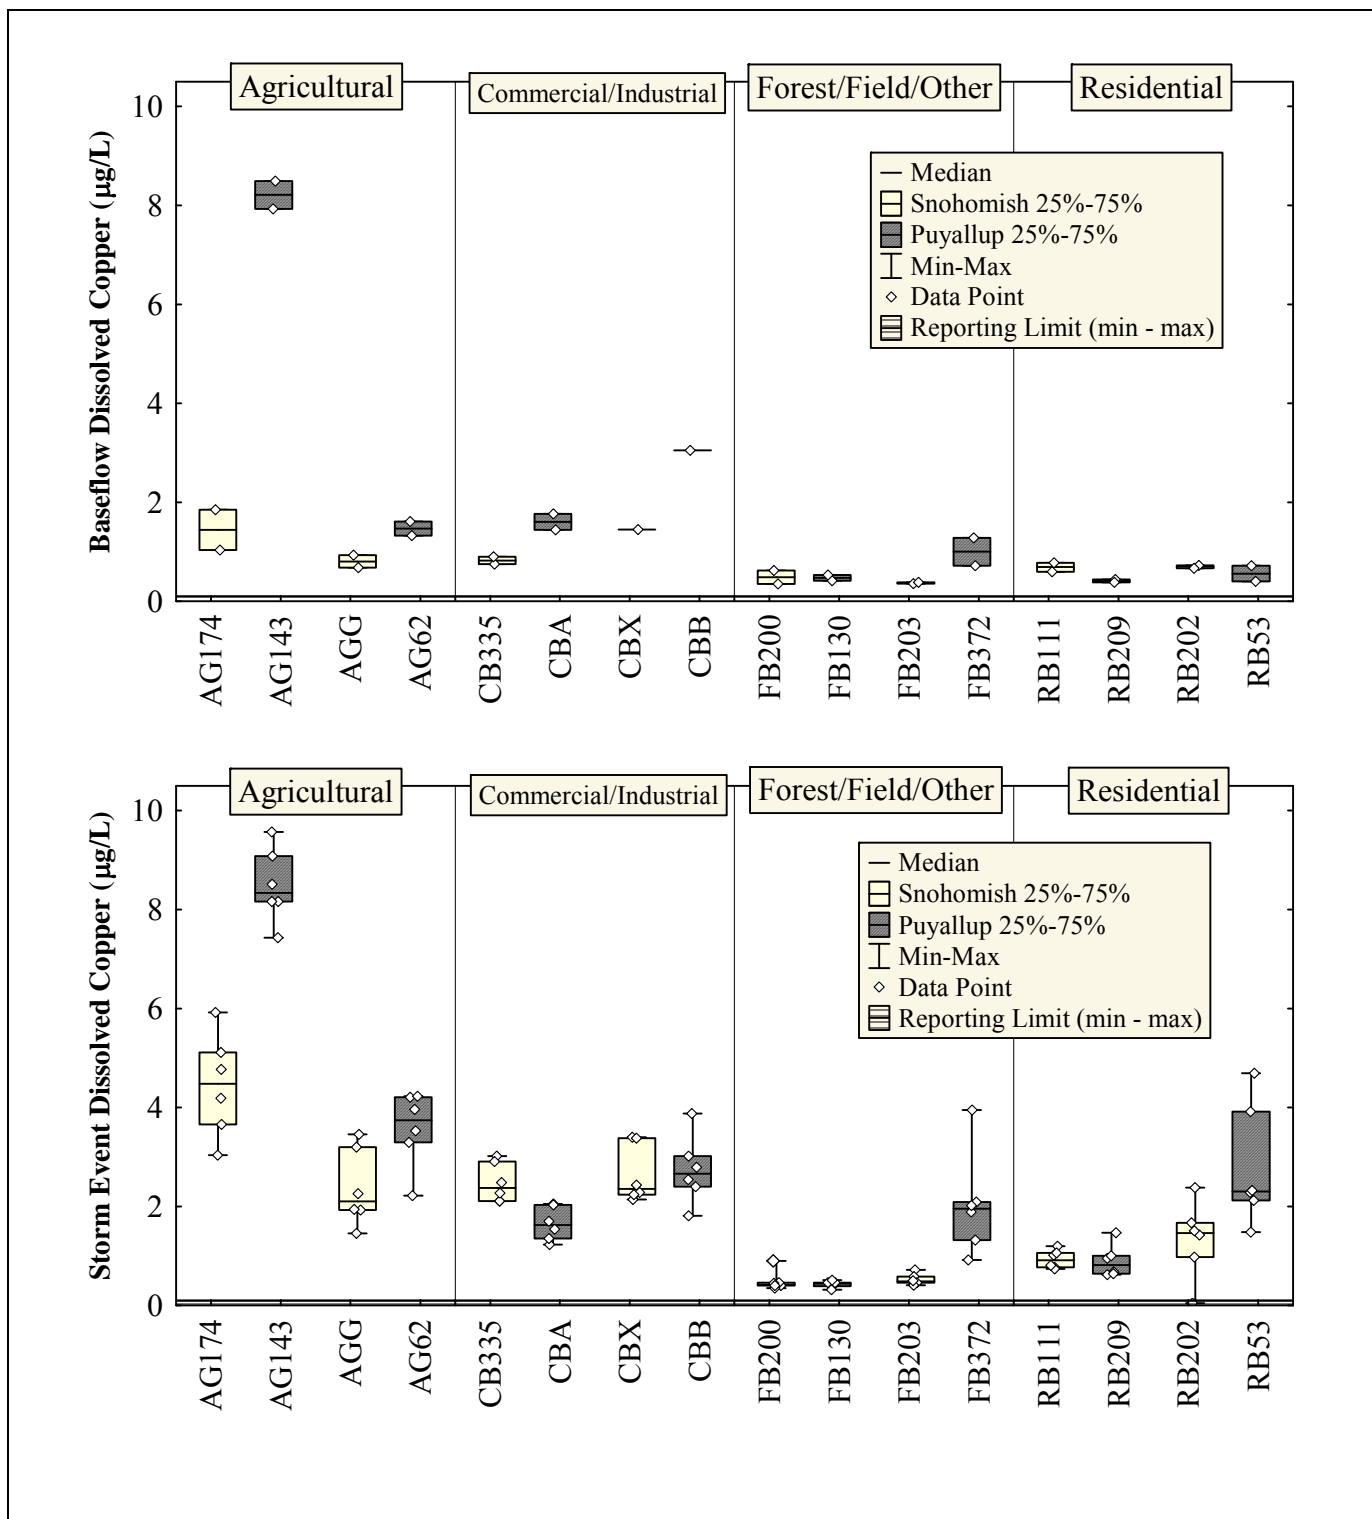 Agricultural
Commercial/Industrial
Forest/Field/Other
Residential
Baseflow Dissolved Copper (µg/L)
10
8
6
4
2
0
Median
Snohomish 25%-75%
Puyallup 25%-75%
Min-Max
Data Point
Reporting Limit (min - max)
AG174
AG143
AGG
AG62
CB335
CBA
CBX
CBB
FB200
FB130
FB203
FB372
RB111
RB209
RB202
RB53
Agricultural
Commercial/Industrial
Forest/Field/Other
Residential
Storm Event Dissolved Copper (µg/L)
10
8
6
4
2
0
Median
Snohomish 25%-75%
Puyallup 25%-75%
Min-Max
Data Point
Reporting Limit (min - max)
AG174
AG143
AGG
AG62
CB335
CBA
CBX
CBB
FB200
FB130
FB203
FB372
RB111
RB209
RB202
RB53